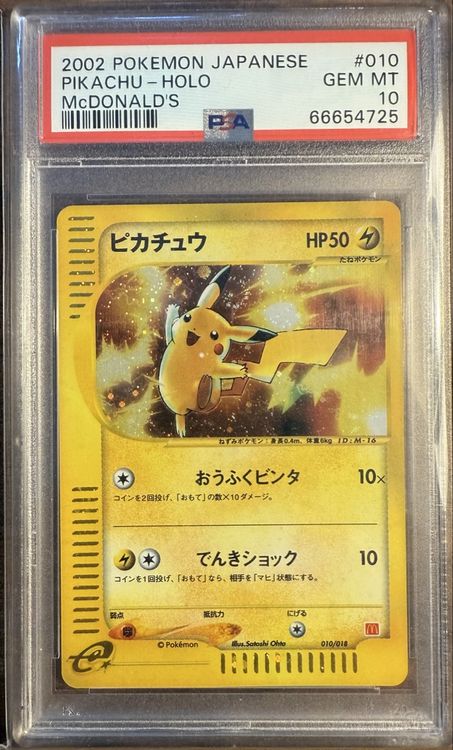 2002 POKEMON JAPANESE #010
PIKACHU-HOLO GEM MT
McDONALD'S 10
PSA 66654725
ピカチュウ HP50
たねポケモン
ねずみポケモン：身長0.4m、体重6kg ID:M-16
おうふくビンタ 10×
コインを2回投げ、「おもて」の数×10ダメージ。
でんきショック 10
コインを1回投げ、「おもて」なら、相手を「マヒ」状態にする。
弱点 抵抗力 にげる
©Pokémon Illus.Satoshi Ohta 010/018